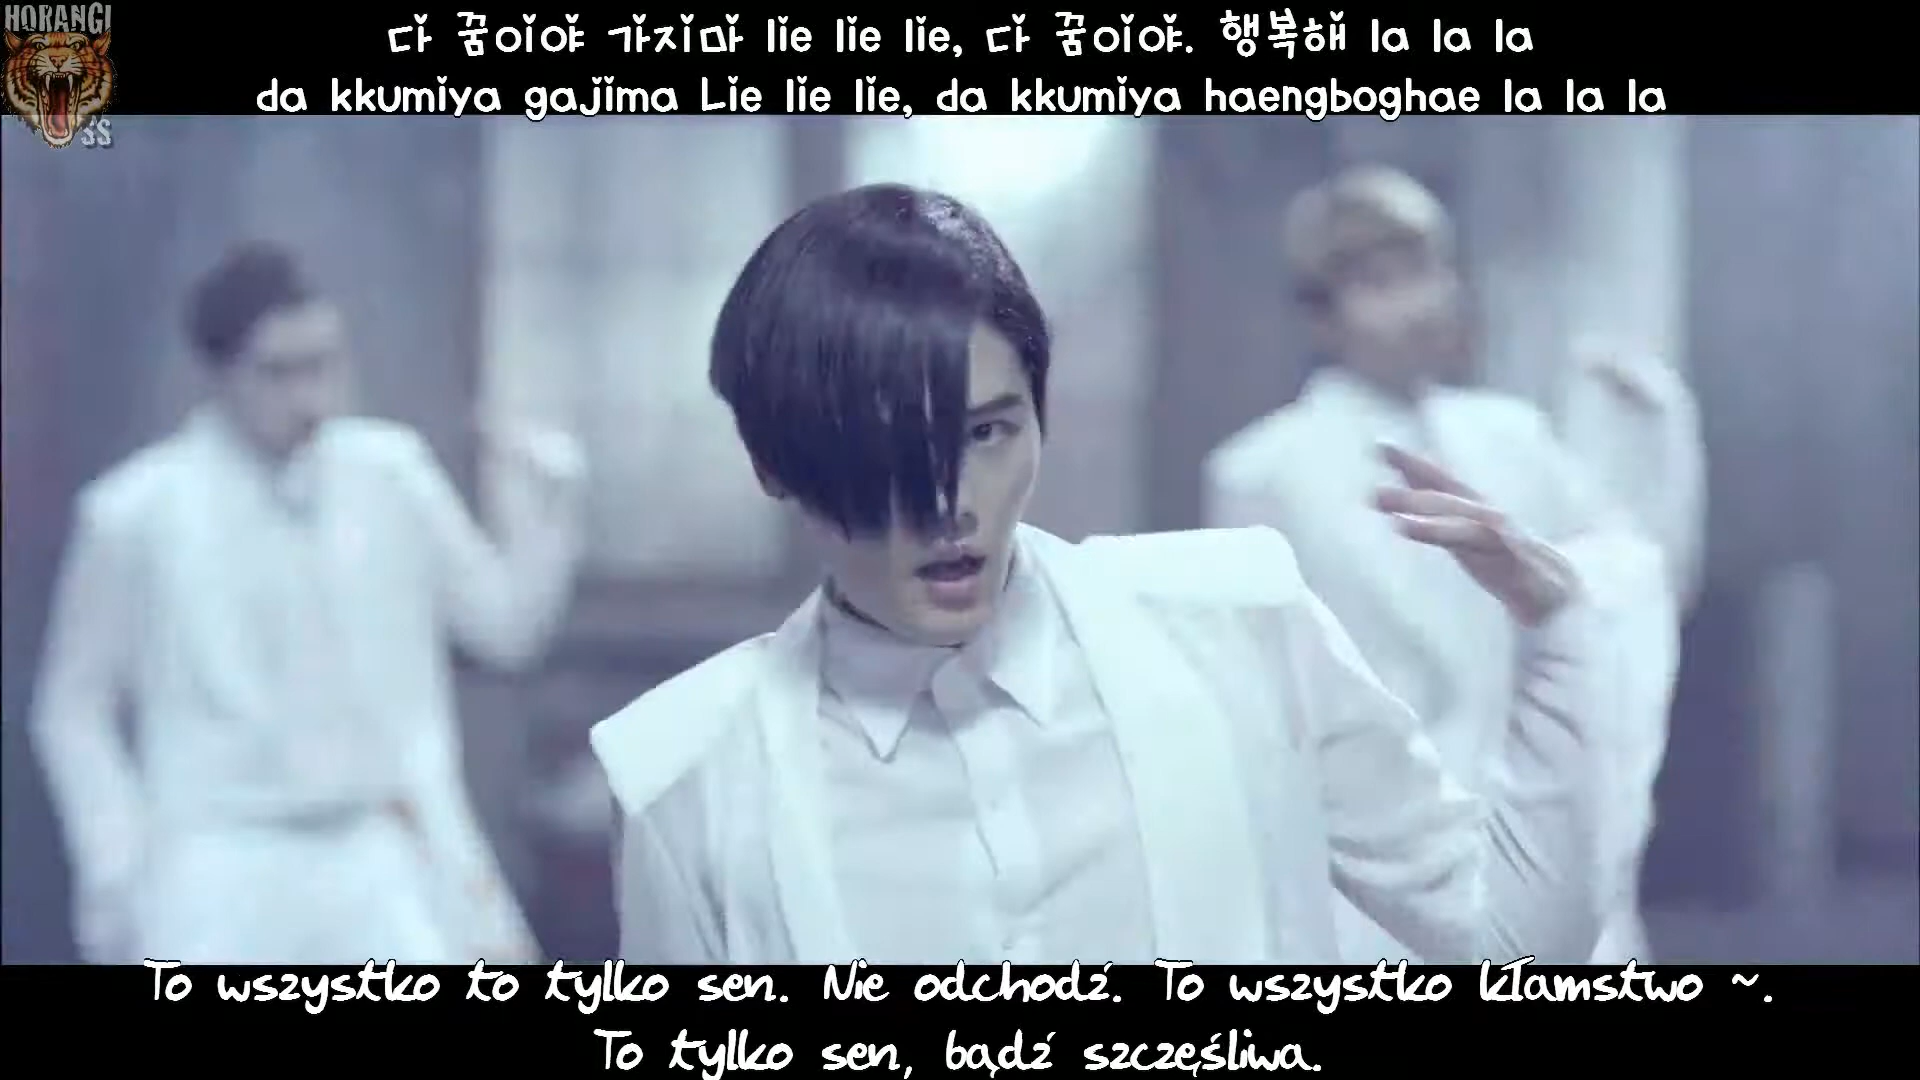 HORANGI
SS
다 꿈이야 가지마 lie lie lie, 다 꿈이야. 행복해 la la la
da kkumiya gajima Lie lie lie, da kkumiya haengboghae la la la
To wszystko to tylko sen. Nie odchodź. To wszystko kłamstwo ~.
To tylko sen, bądź szczęśliwa.